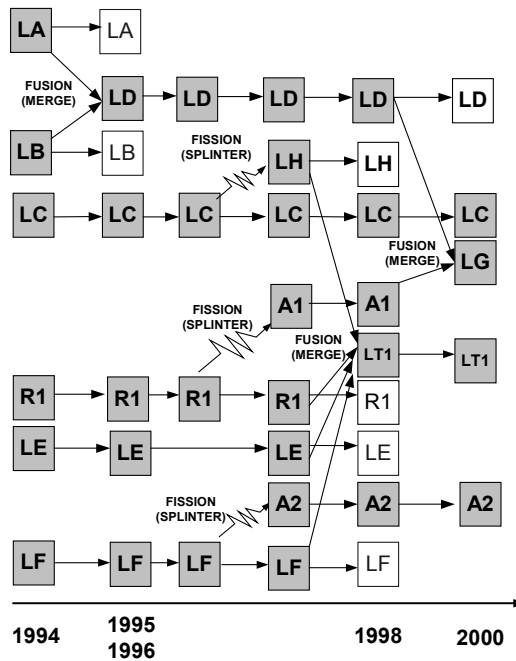 LA LA
FUSION
(MERGE)
LD LD LD LD LD
LB LB
FISSION
(SPLINTER)
LH LH
LC LC LC LC LC LC
FUSION
(MERGE)
LG
A1 A1
FISSION
(SPLINTER)
FUSION
(MERGE)
LT1 LT1
R1 R1 R1 R1 R1
LE LE LE LE
FISSION
(SPLINTER)
A2 A2 A2
LF LF LF LF LF
1994 1995 1998 2000
1996